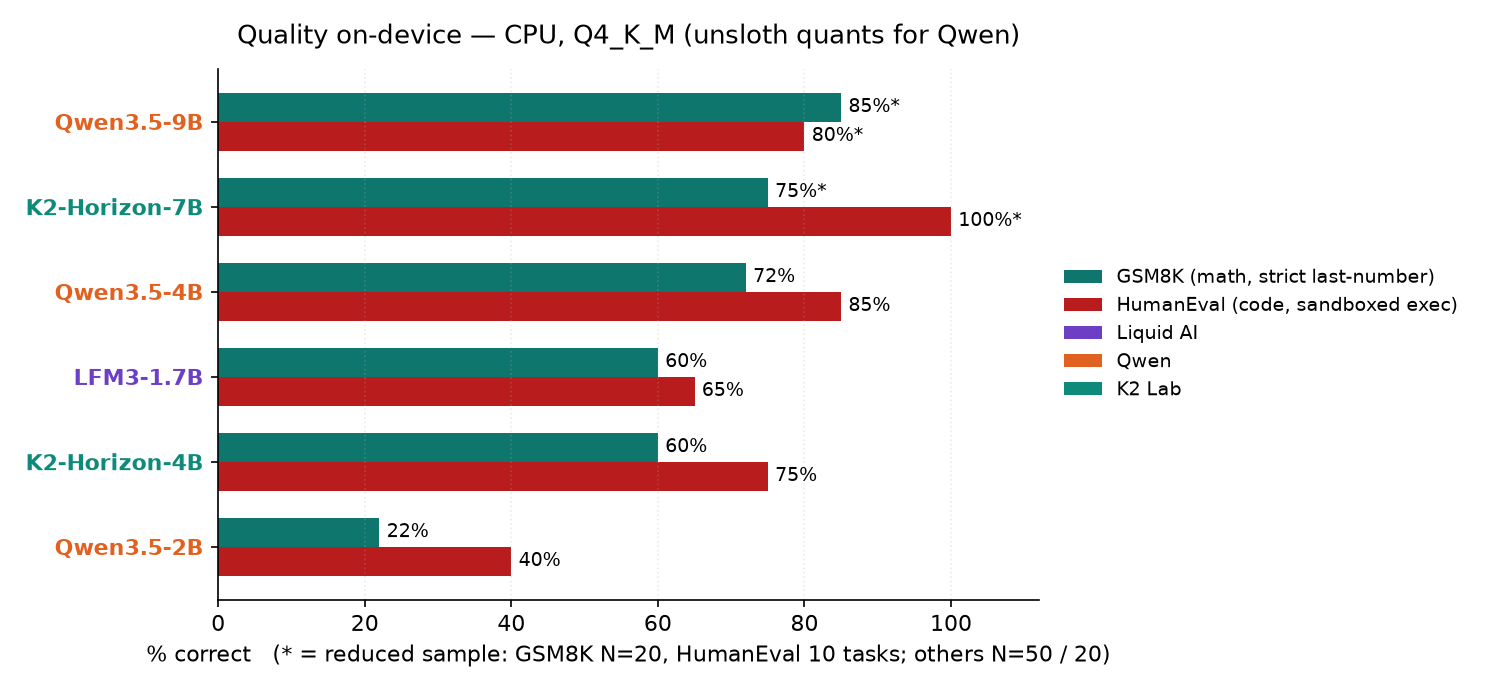 Quality on-device — CPU, Q4_K_M (unsloth quants for Qwen)
Qwen3.5-9B
85%*
80%*
K2-Horizon-7B
75%*
100%*
Qwen3.5-4B
72%
85%
LFM3-1.7B
60%
65%
K2-Horizon-4B
60%
75%
Qwen3.5-2B
22%
40%
0 20 40 60 80 100
% correct (* = reduced sample: GSM8K N=20, HumanEval 10 tasks; others N=50 / 20)
GSM8K (math, strict last-number)
HumanEval (code, sandboxed exec)
Liquid AI
Qwen
K2 Lab